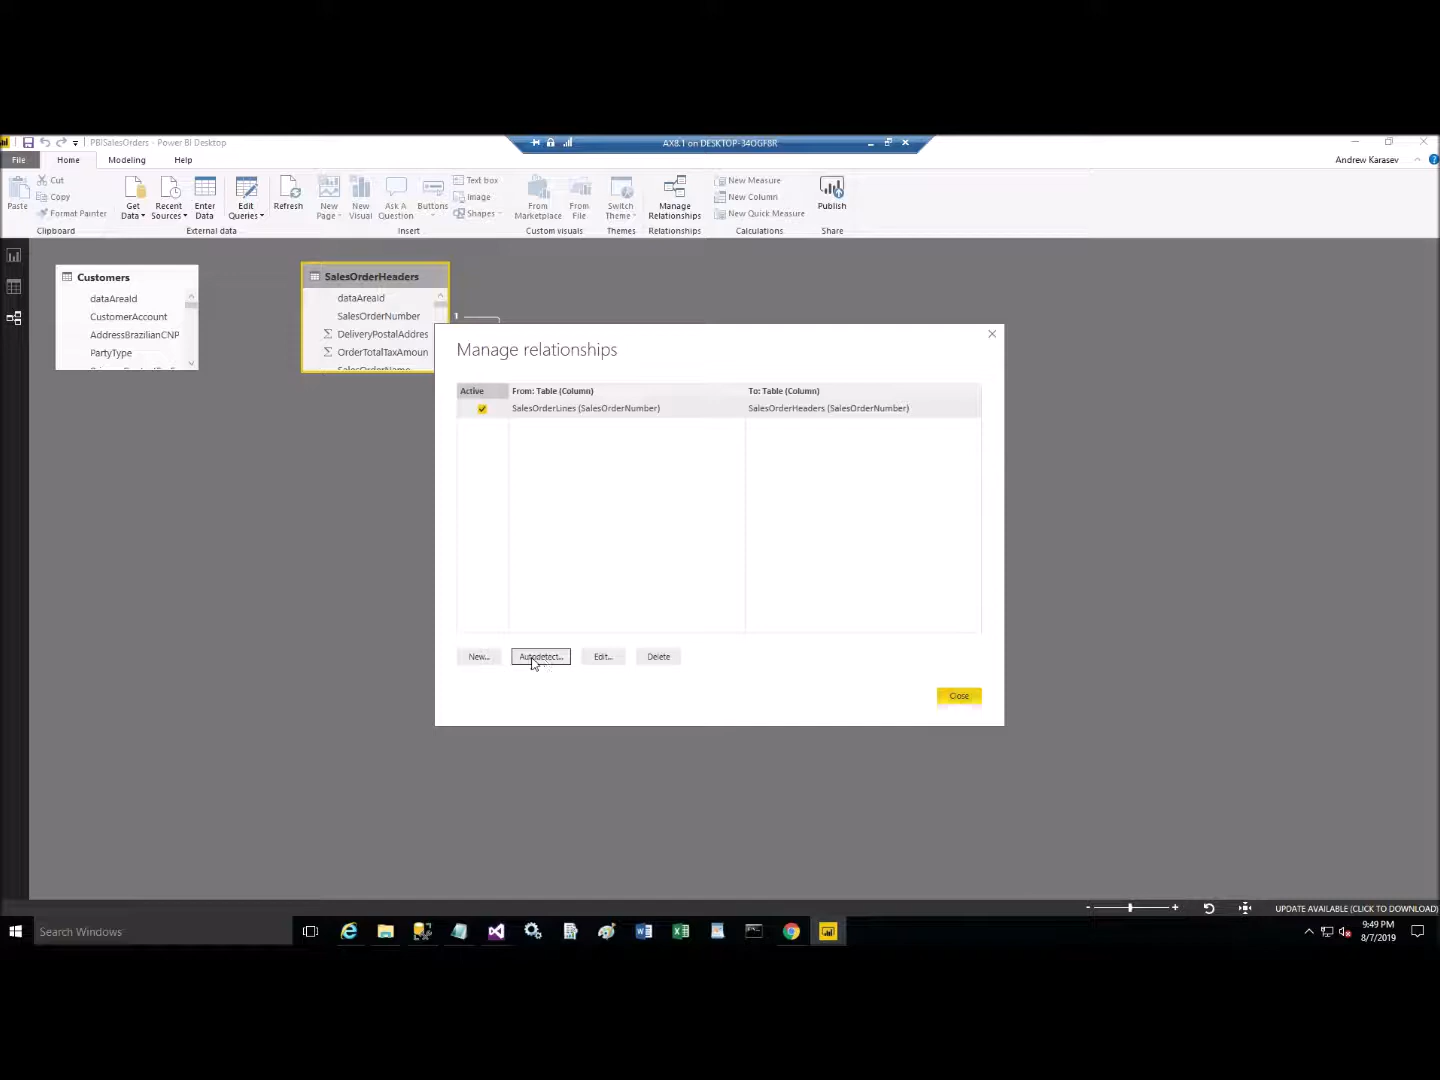 PBISalesOrders - Power BI Desktop
AX8.1 on DESKTOP-34OGF8R
File Home Modeling Help
Andrew Karasev
Paste
Cut
Copy
Format Painter
Clipboard
Get Data
Recent Sources
Enter Data
Edit Queries
External data
Refresh
New Page
New Visual
Ask A Question
Buttons
Text box
Image
Shapes
Insert
From Marketplace
From File
Custom visuals
Switch Theme
Themes
Manage Relationships
Relationships
New Measure
New Column
New Quick Measure
Calculations
Publish
Share
Customers
dataAreaId
CustomerAccount
AddressBrazilianCNP
PartyType
SalesOrderHeaders
dataAreaId
SalesOrderNumber
DeliveryPostalAddres
OrderTotalTaxAmoun
SalesOrderName
1
Manage relationships
Active From: Table (Column) To: Table (Column)
SalesOrderLines (SalesOrderNumber) SalesOrderHeaders (SalesOrderNumber)
New... Autodetect... Edit... Delete
Close
UPDATE AVAILABLE (CLICK TO DOWNLOAD)
Search Windows
9:49 PM
8/7/2019